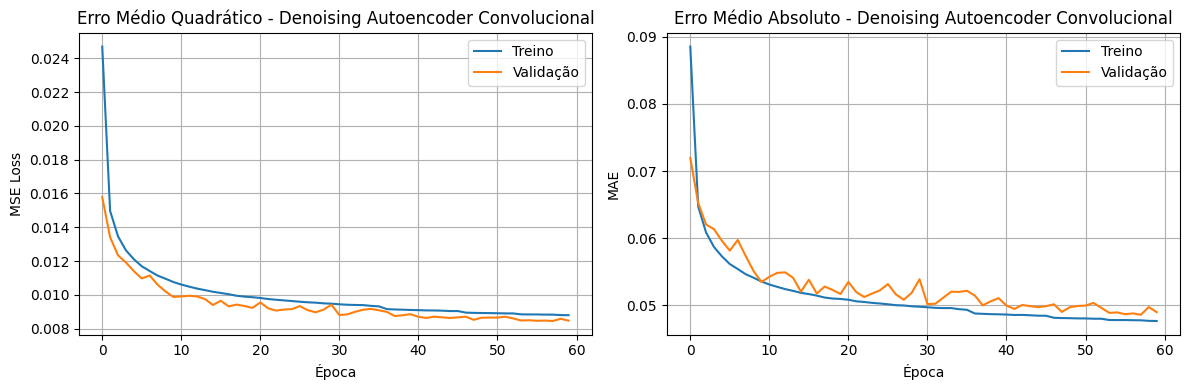 Erro Médio Quadrático - Denoising Autoencoder Convolucional
0.024
0.022
0.020
0.018
0.016
0.014
0.012
0.010
0.008
MSE Loss
Treino
Validação
0 10 20 30 40 50 60
Época
Erro Médio Absoluto - Denoising Autoencoder Convolucional
0.09
0.08
0.07
0.06
0.05
MAE
Treino
Validação
0 10 20 30 40 50 60
Época